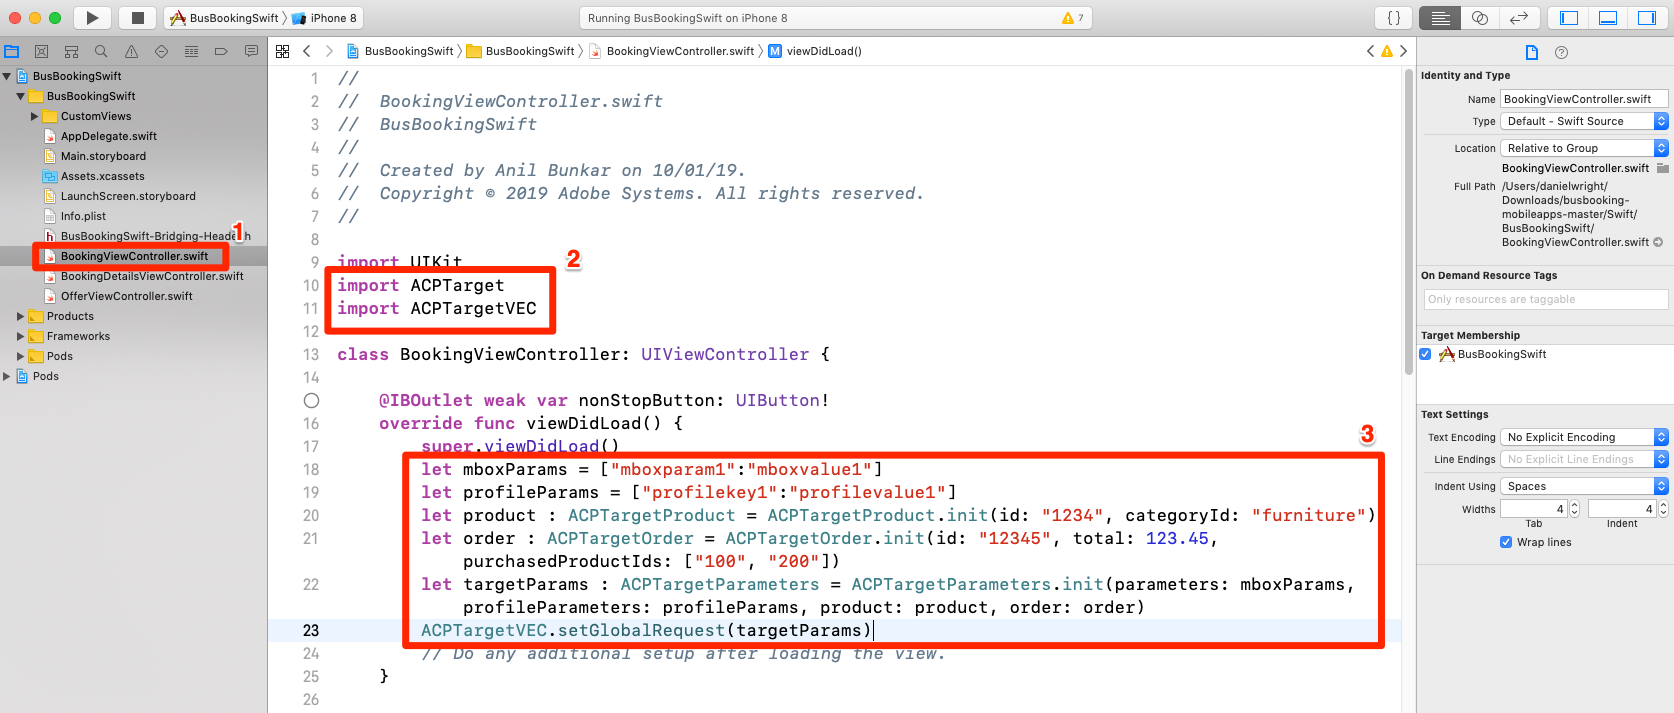 BusBookingSwift
iPhone 8
Running BusBookingSwift on iPhone 8
7
{ }
BusBookingSwift
BusBookingSwift
BookingViewController.swift
M
viewDidLoad()
BusBookingSwift
BusBookingSwift
CustomViews
AppDelegate.swift
Main.storyboard
Assets.xcassets
LaunchScreen.storyboard
Info.plist
h BusBookingSwift-Bridging-Header.h
1
BookingViewController.swift
BookingDetailsViewController.swift
OfferViewController.swift
Products
Frameworks
Pods
Pods
1 //
2 //  BookingViewController.swift
3 //  BusBookingSwift
4 //
5 //  Created by Anil Bunkar on 10/01/19.
6 //  Copyright © 2019 Adobe Systems. All rights reserved.
7 //
8
9 import UIKit
2
10 import ACPTarget
11 import ACPTargetVEC
12
13 class BookingViewController: UIViewController {
14
@IBOutlet weak var nonStopButton: UIButton!
16 override func viewDidLoad() {
17 super.viewDidLoad()
3
18 let mboxParams = ["mboxparam1":"mboxvalue1"]
19 let profileParams = ["profilekey1":"profilevalue1"]
20 let product : ACPTargetProduct = ACPTargetProduct.init(id: "1234", categoryId: "furniture")
21 let order : ACPTargetOrder = ACPTargetOrder.init(id: "12345", total: 123.45,
purchasedProductIds: ["100", "200"])
22 let targetParams : ACPTargetParameters = ACPTargetParameters.init(parameters: mboxParams,
profileParameters: profileParams, product: product, order: order)
23 ACPTargetVEC.setGlobalRequest(targetParams)
24 // Do any additional setup after loading the view.
25 }
26
Identity and Type
Name BookingViewController.swift
Type Default - Swift Source
Location Relative to Group
BookingViewController.swift
Full Path /Users/danielwright/
Downloads/busbooking-
mobileapps-master/Swift/
BusBookingSwift/
BookingViewController.swift
On Demand Resource Tags
Only resources are taggable
Target Membership
BusBookingSwift
Text Settings
Text Encoding No Explicit Encoding
Line Endings No Explicit Line Endings
Indent Using Spaces
Widths 4 4
Tab Indent
Wrap lines